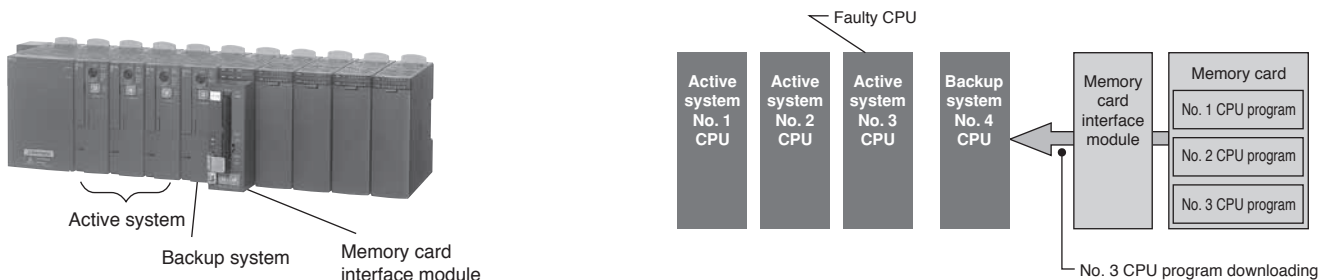 Active system
Backup system
Memory card
interface module
Faulty CPU
Active
system
No. 1
CPU
Active
system
No. 2
CPU
Active
system
No. 3
CPU
Backup
system
No. 4
CPU
Memory
card
interface
module
Memory card
No. 1 CPU program
No. 2 CPU program
No. 3 CPU program
No. 3 CPU program downloading